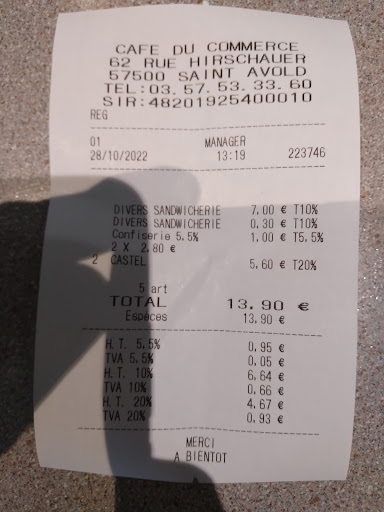 CAFE DU COMMERCE
62 RUE HIRSCHAUER
57500 SAINT AVOLD
TEL:03.57.53.33.60
SIR:48201925400010
REG
01 MANAGER
28/10/2022 13:19 223746
DIVERS SANDWICHERIE 7.00 € T10%
DIVERS SANDWICHERIE 0.30 € T10%
Confiserie 5.5% 1.00 € T5.5%
2 X 2.80 €
2 CASTEL 5.60 € T20%
5 art
TOTAL 13.90 €
Espèces 13.90 €
H.T. 5.5% 0.95 €
TVA 5.5% 0.05 €
H.T. 10% 6.64 €
TVA 10% 0.66 €
H.T. 20% 4.67 €
TVA 20% 0.93 €
MERCI
A BIENTOT